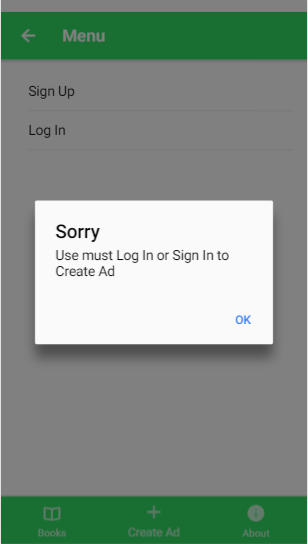 Menu
Sign Up
Log In
Sorry
Use must Log In or Sign In to
Create Ad
OK
Books
Create Ad
About